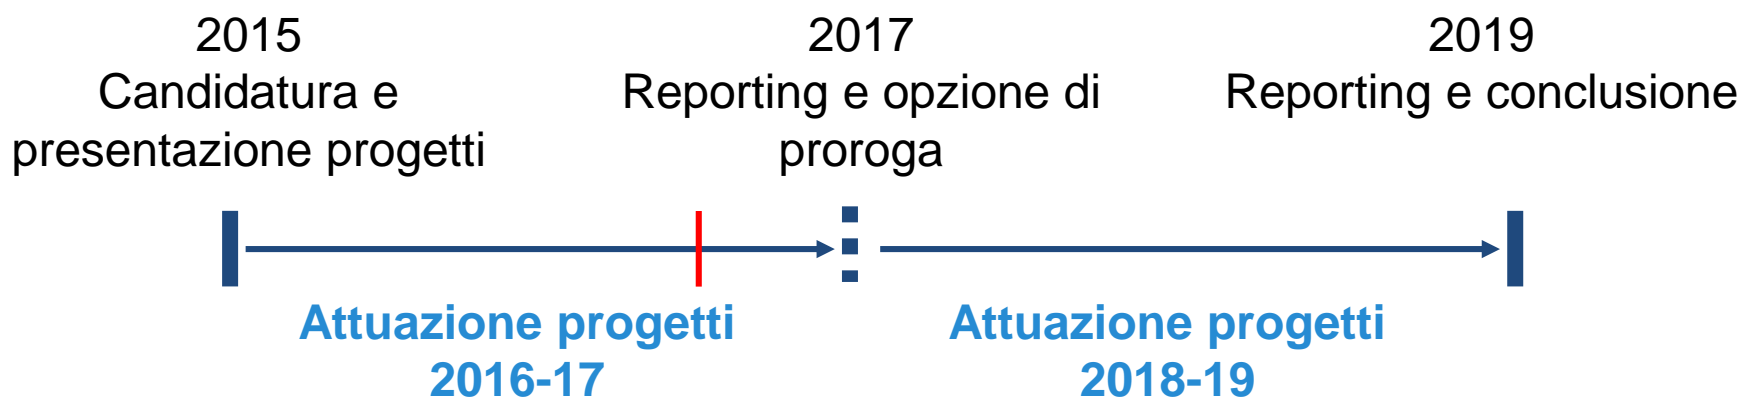 2015
Candidatura e
presentazione progetti
2017
Reporting e opzione di
proroga
2019
Reporting e conclusione
Attuazione progetti
2016-17
Attuazione progetti
2018-19